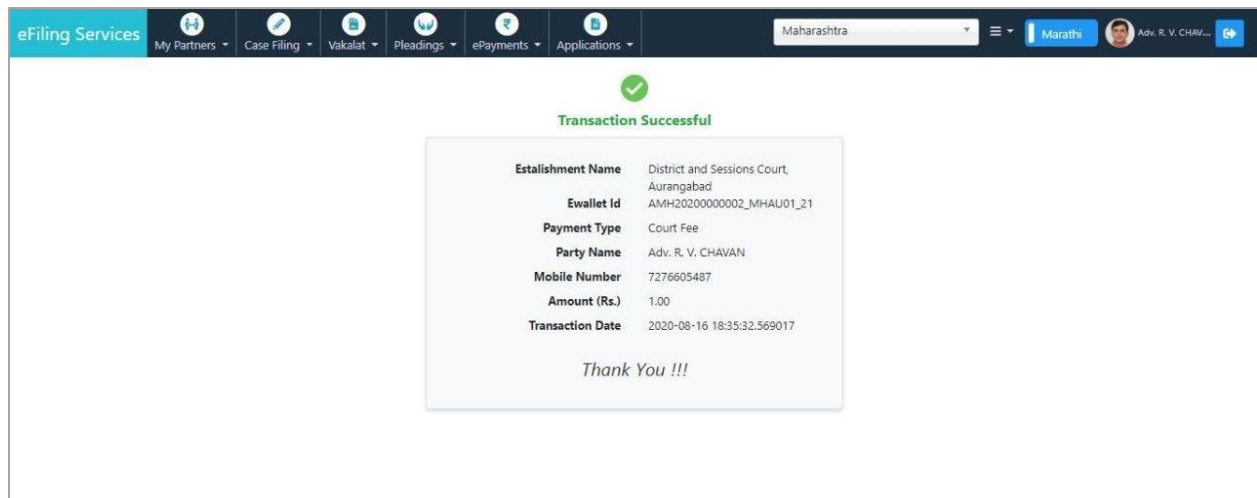 eFiling Services
My Partners
Case Filing
Vakalat
Pleadings
ePayments
Applications
Maharashtra
Marathi
Adv. R. V. CHAV...
Transaction Successful
Estalishment Name District and Sessions Court,
Aurangabad
Ewallet Id AMH20200000002_MHAU01_21
Payment Type Court Fee
Party Name Adv. R. V. CHAVAN
Mobile Number 7276605487
Amount (Rs.) 1.00
Transaction Date 2020-08-16 18:35:32.569017
Thank You !!!